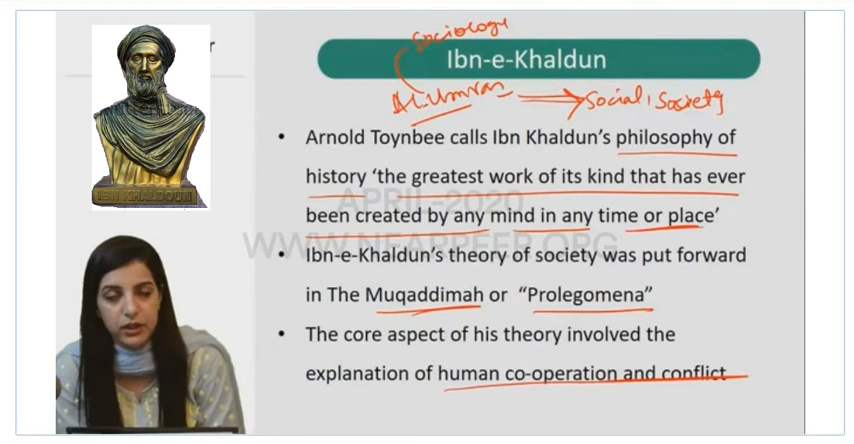 r
Sociology
Ibn-e-Khaldun
Al-Umran → Social, Society
IBN KHALDOUN
• Arnold Toynbee calls Ibn Khaldun's philosophy of
history 'the greatest work of its kind that has ever
been created by any mind in any time or place'
APRIL -2020
WWW.NEARPEER.ORG
• Ibn-e-Khaldun's theory of society was put forward
in The Muqaddimah or "Prolegomena"
• The core aspect of his theory involved the
explanation of human co-operation and conflict